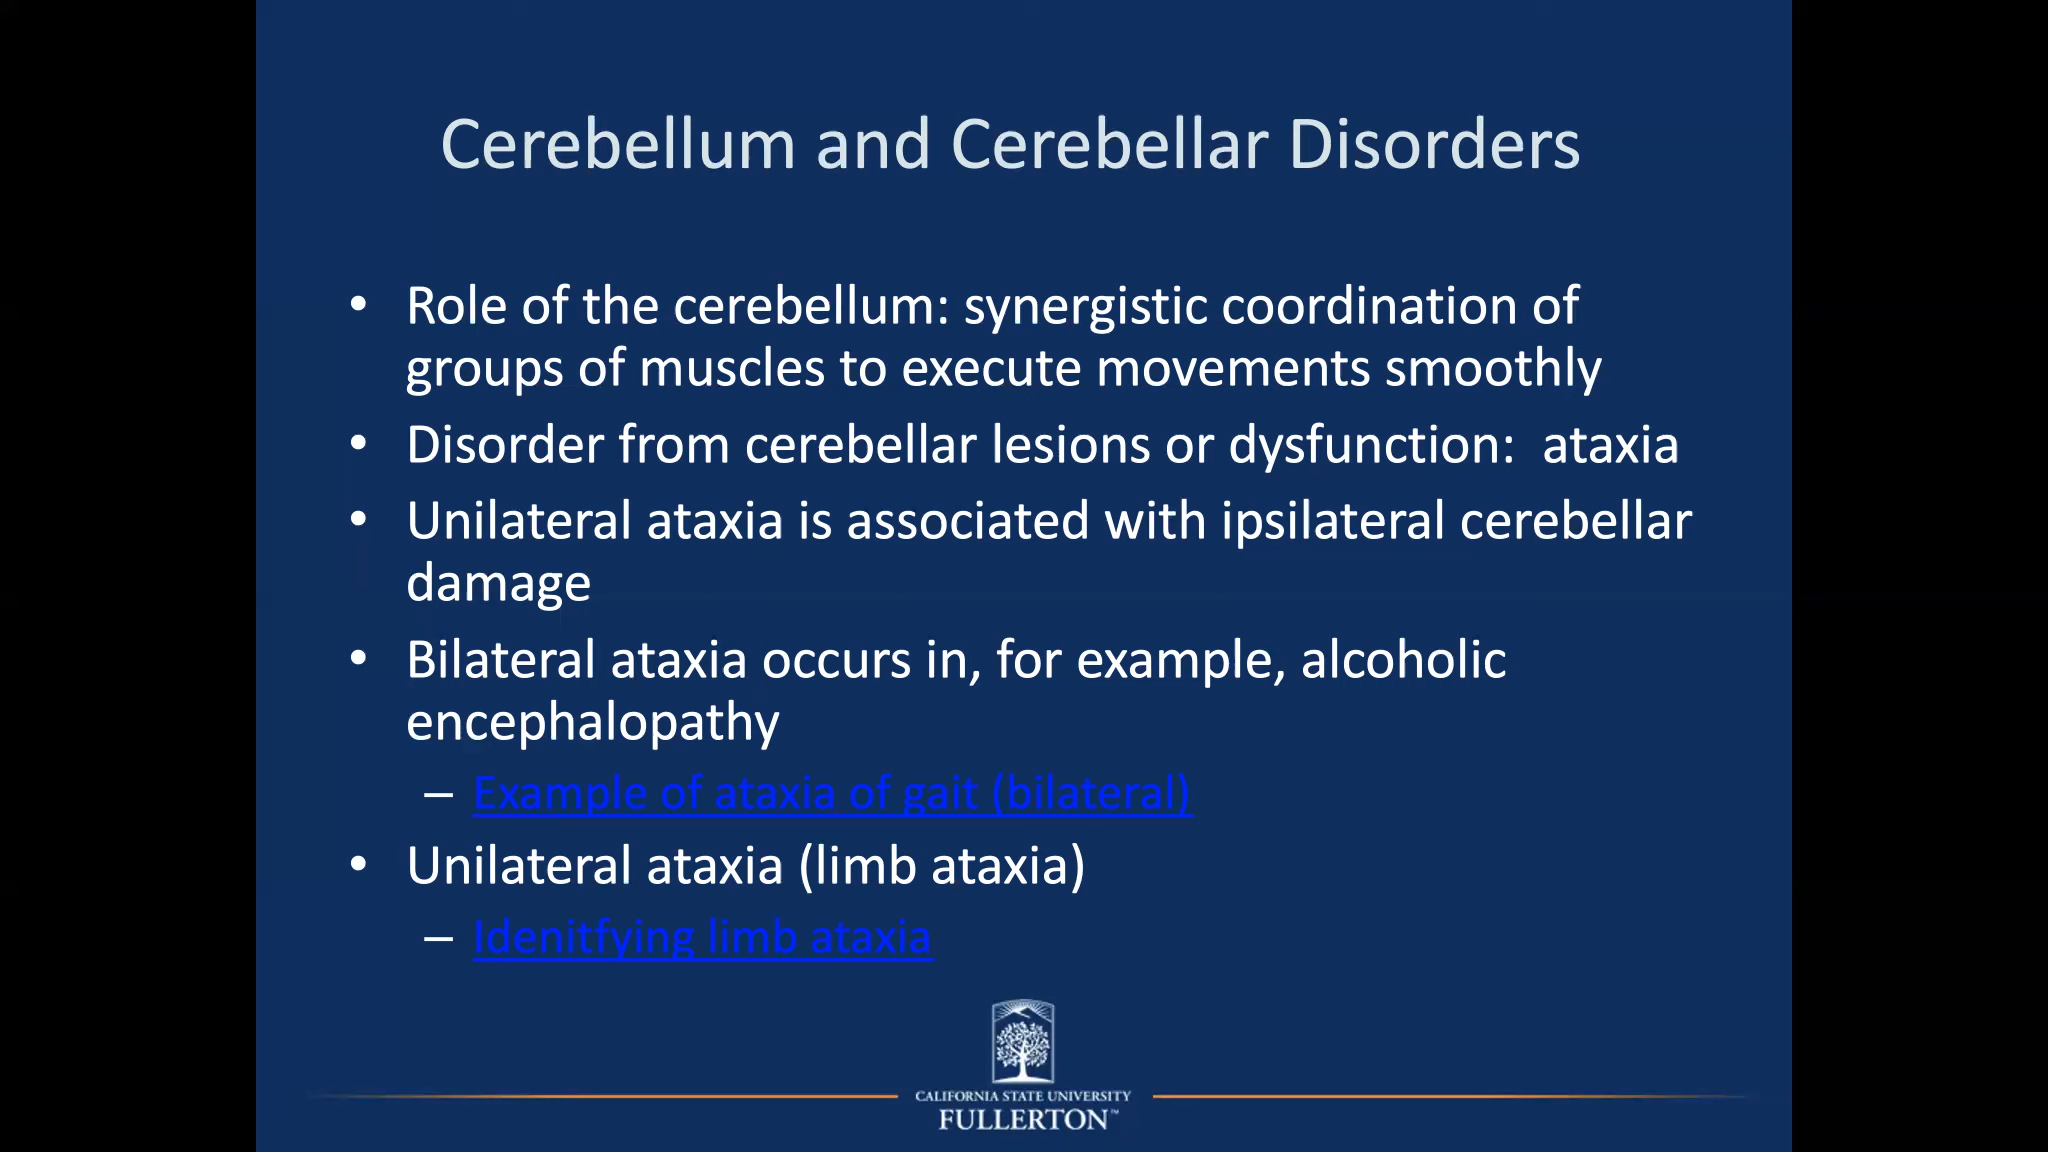 Cerebellum and Cerebellar Disorders
• Role of the cerebellum: synergistic coordination of
groups of muscles to execute movements smoothly
• Disorder from cerebellar lesions or dysfunction:  ataxia
• Unilateral ataxia is associated with ipsilateral cerebellar
damage
• Bilateral ataxia occurs in, for example, alcoholic
encephalopathy
– Example of ataxia of gait (bilateral)
• Unilateral ataxia (limb ataxia)
– Idenitfying limb ataxia
CALIFORNIA STATE UNIVERSITY
FULLERTON™